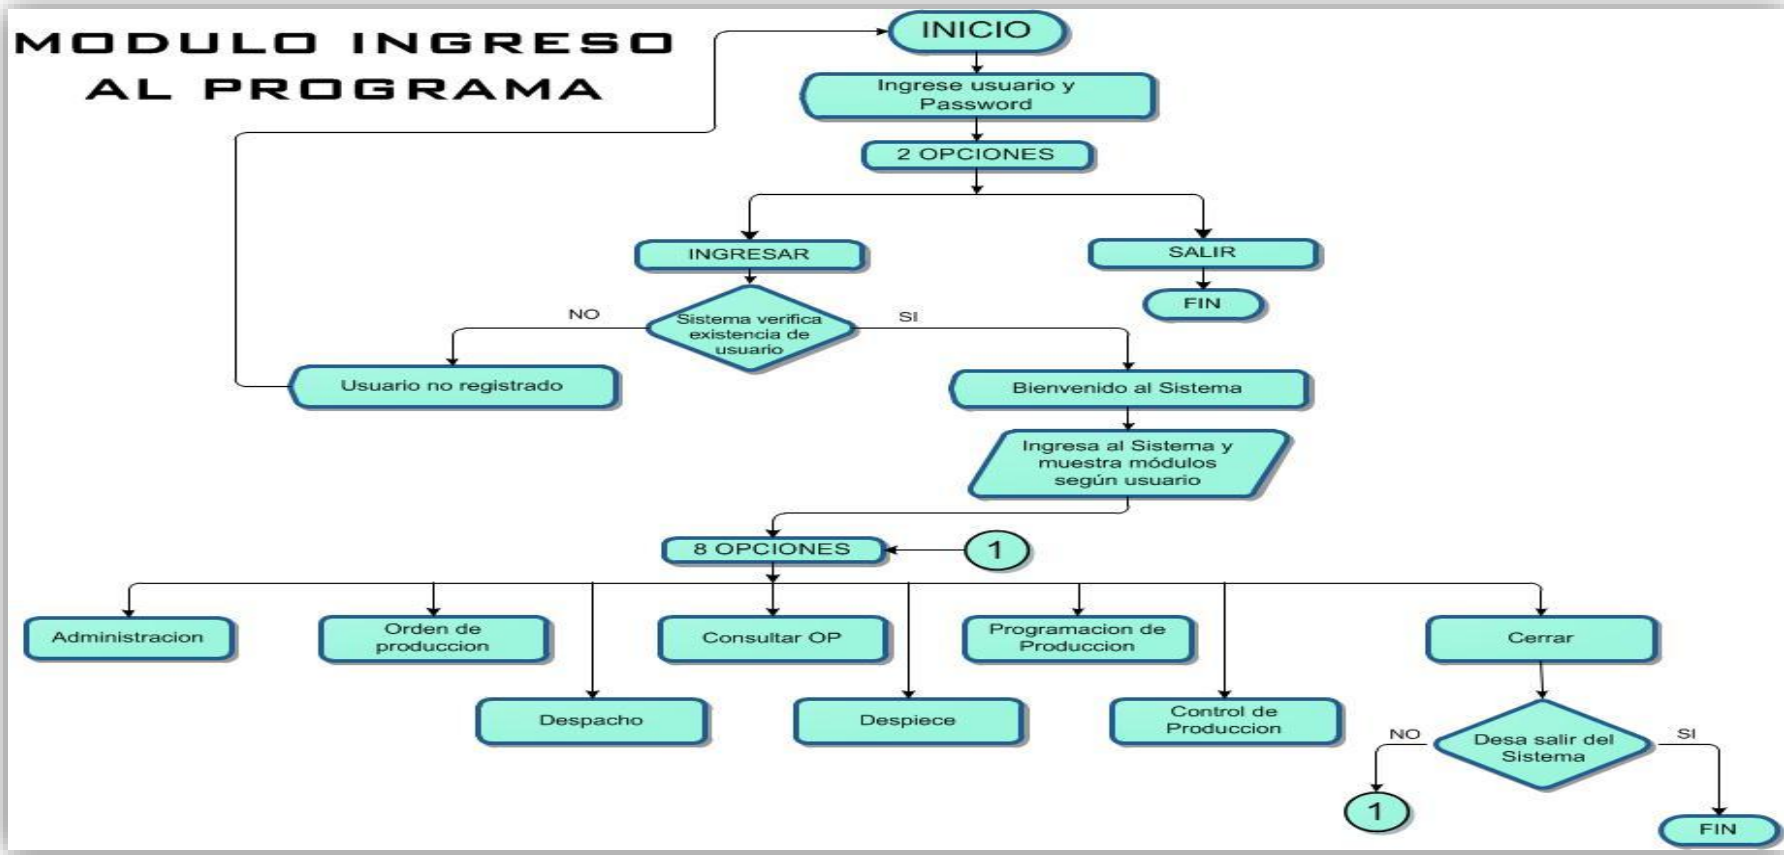 MODULO INGRESO
AL PROGRAMA
INICIO
Ingrese usuario y
Password
2 OPCIONES
INGRESAR
SALIR
FIN
NO
Sistema verifica
existencia de
usuario
SI
Usuario no registrado
Bienvenido al Sistema
Ingresa al Sistema y
muestra módulos
según usuario
8 OPCIONES
1
Administracion
Orden de
produccion
Consultar OP
Programacion de
Produccion
Cerrar
Despacho
Despiece
Control de
Produccion
NO
Desa salir del
Sistema
SI
1
FIN